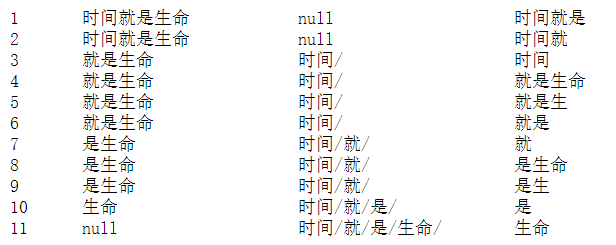 1 时间就是生命 null 时间就是
2 时间就是生命 null 时间就
3 就是生命 时间/ 时间
4 就是生命 时间/ 就是生命
5 就是生命 时间/ 就是生
6 就是生命 时间/ 就是
7 是生命 时间/就/ 就
8 是生命 时间/就/ 是生命
9 是生命 时间/就/ 是生
10 生命 时间/就/是/ 是
11 null 时间/就/是/生命/ 生命